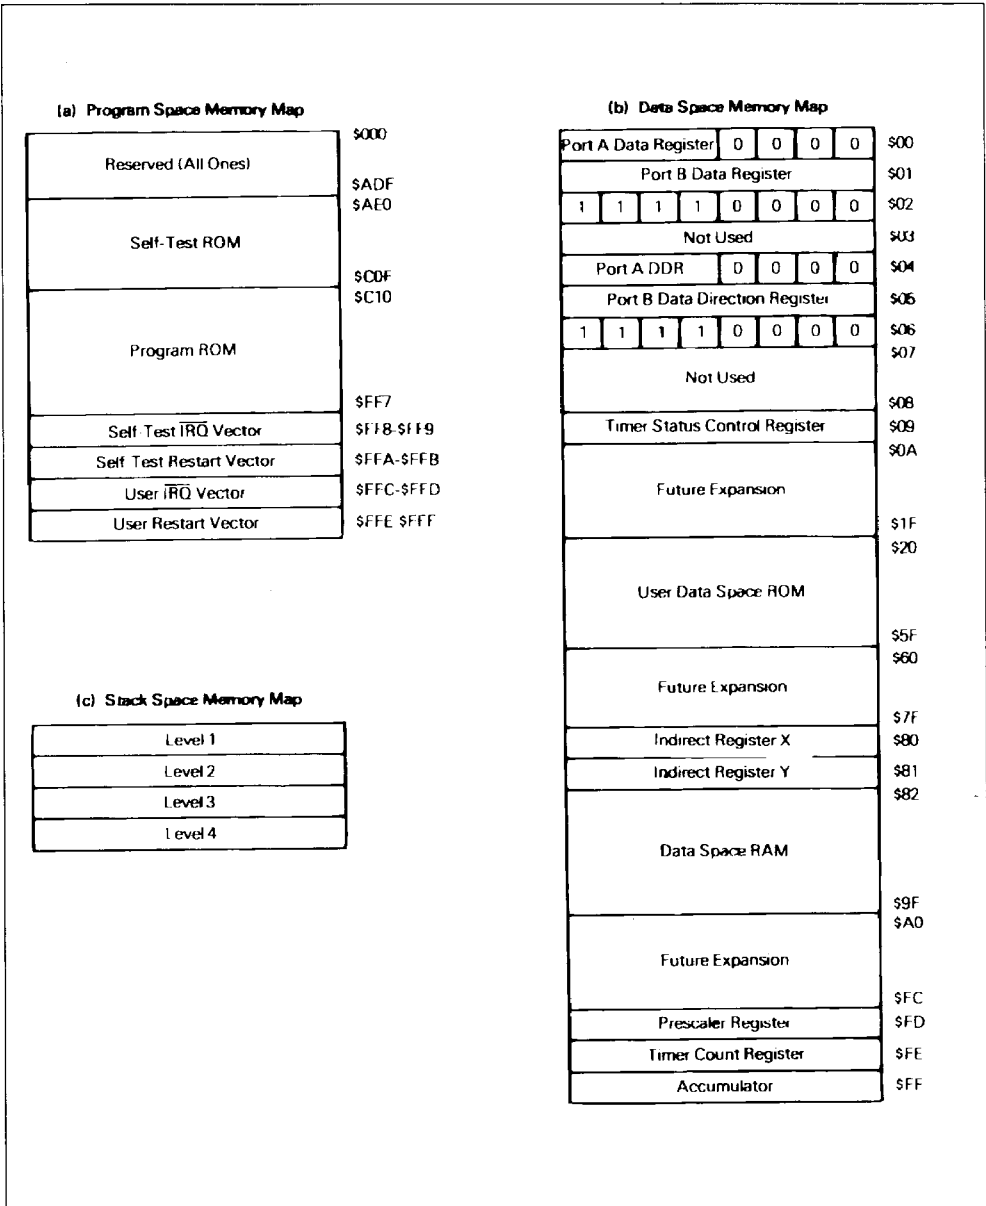 (a) Program Space Memory Map
$000
Reserved (All Ones)
$ADF
$AE0
Self-Test ROM
$C0F
$C10
Program ROM
$FF7
Self-Test IRQ Vector $FF8-$FF9
Self Test Restart Vector $FFA-$FFB
User IRQ Vector $FFC-$FFD
User Restart Vector $FFE $FFF
(c) Stack Space Memory Map
Level 1
Level 2
Level 3
Level 4
(b) Data Space Memory Map
Port A Data Register 0 0 0 0 $00
Port B Data Register $01
1 1 1 1 0 0 0 0 $02
Not Used $03
Port A DDR 0 0 0 0 $04
Port B Data Direction Register $05
1 1 1 1 0 0 0 0 $06
$07
Not Used
$08
Timer Status Control Register $09
$0A
Future Expansion
$1F
$20
User Data Space ROM
$5F
$60
Future Expansion
$7F
Indirect Register X $80
Indirect Register Y $81
$82
Data Space RAM
$9F
$A0
Future Expansion
$FC
Prescaler Register $FD
Timer Count Register $FE
Accumulator $FF